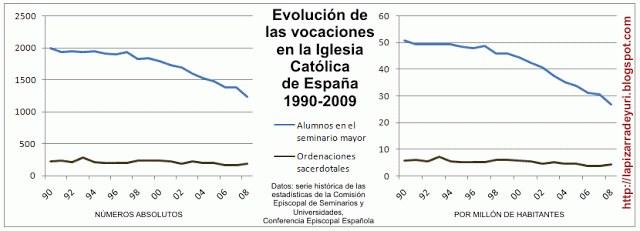 Evolución de
las vocaciones
en la Iglesia
Católica
de España
1990-2009
Alumnos en el
seminario mayor
Ordenaciones
sacerdotales
Datos: serie histórica de las
estadísticas de la Comisión
Episcopal de Seminarios y
Universidades,
Conferencia Episcopal Española
2500
2000
1500
1000
500
0
90 92 94 96 98 00 02 04 06 08
NÚMEROS ABSOLUTOS
60
50
40
30
20
10
0
90 92 94 96 98 00 02 04 06 08
POR MILLÓN DE HABITANTES
http://lapizarradeyuri.blogspot.com